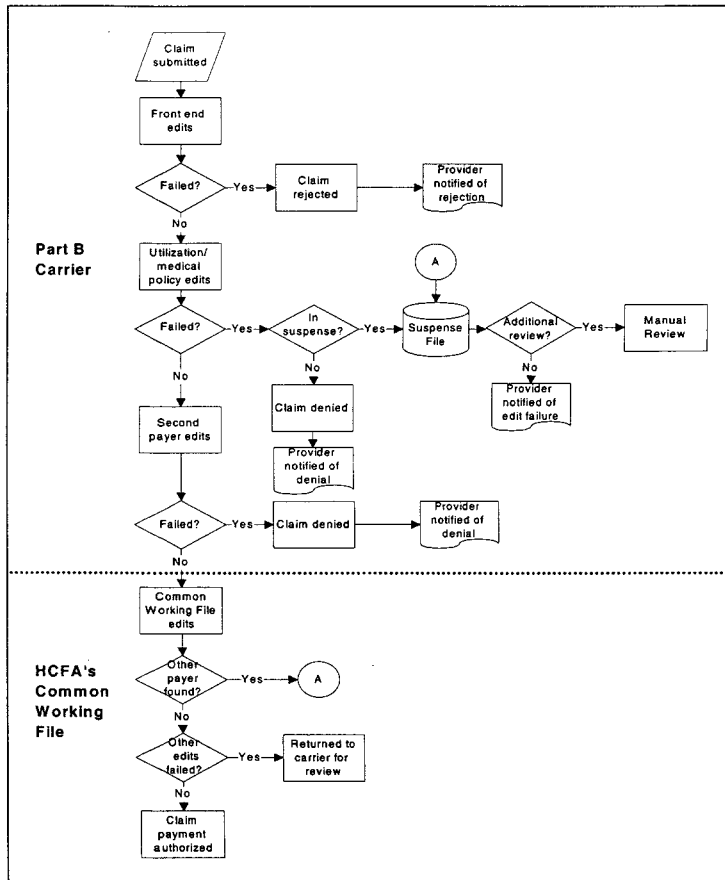 Claim
submitted
Front end
edits
Failed?
Yes
Claim
rejected
Provider
notified of
rejection
No
Part B
Carrier
Utilization/
medical
policy edits
A
Failed?
Yes
In
suspense?
Yes
Suspense
File
Additional
review?
Yes
Manual
Review
No
No
No
Claim denied
Provider
notified of
edit failure
Second
payer edits
Provider
notified of
denial
Failed?
Yes
Claim denied
Provider
notified of
denial
No
Common
Working File
edits
HCFA's
Common
Working
File
Other
payer
found?
Yes
A
No
Other
edits
failed?
Yes
Returned to
carrier for
review
No
Claim
payment
authorized